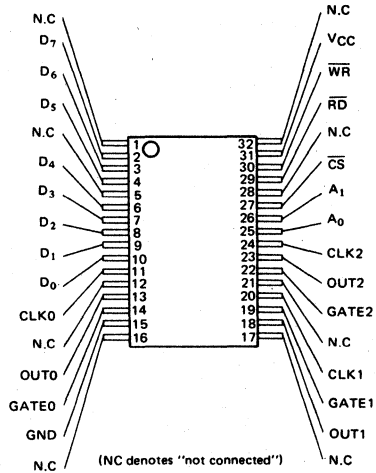 N.C
D7
D6
D5
N.C
D4
D3
D2
D1
D0
CLK0
N.C
OUT0
GATE0
GND
N.C
1
2
3
4
5
6
7
8
9
10
11
12
13
14
15
16
32
31
30
29
28
27
26
25
24
23
22
21
20
19
18
17
N.C
VCC
WR
RD
N.C
CS
A1
A0
CLK2
OUT2
GATE2
N.C
CLK1
GATE1
OUT1
N.C
(NC denotes "not connected")